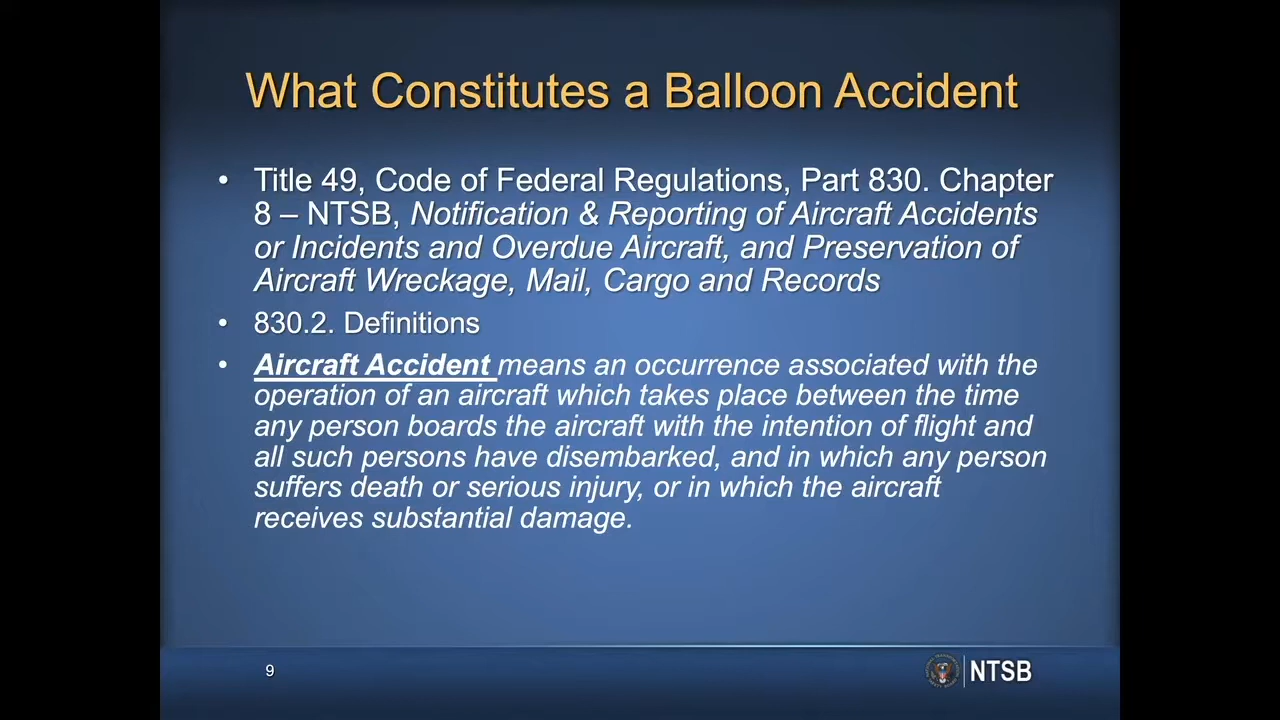 What Constitutes a Balloon Accident
• Title 49, Code of Federal Regulations, Part 830. Chapter
8 – NTSB, Notification & Reporting of Aircraft Accidents
or Incidents and Overdue Aircraft, and Preservation of
Aircraft Wreckage, Mail, Cargo and Records
• 830.2. Definitions
• Aircraft Accident means an occurrence associated with the
operation of an aircraft which takes place between the time
any person boards the aircraft with the intention of flight and
all such persons have disembarked, and in which any person
suffers death or serious injury, or in which the aircraft
receives substantial damage.
9
NTSB